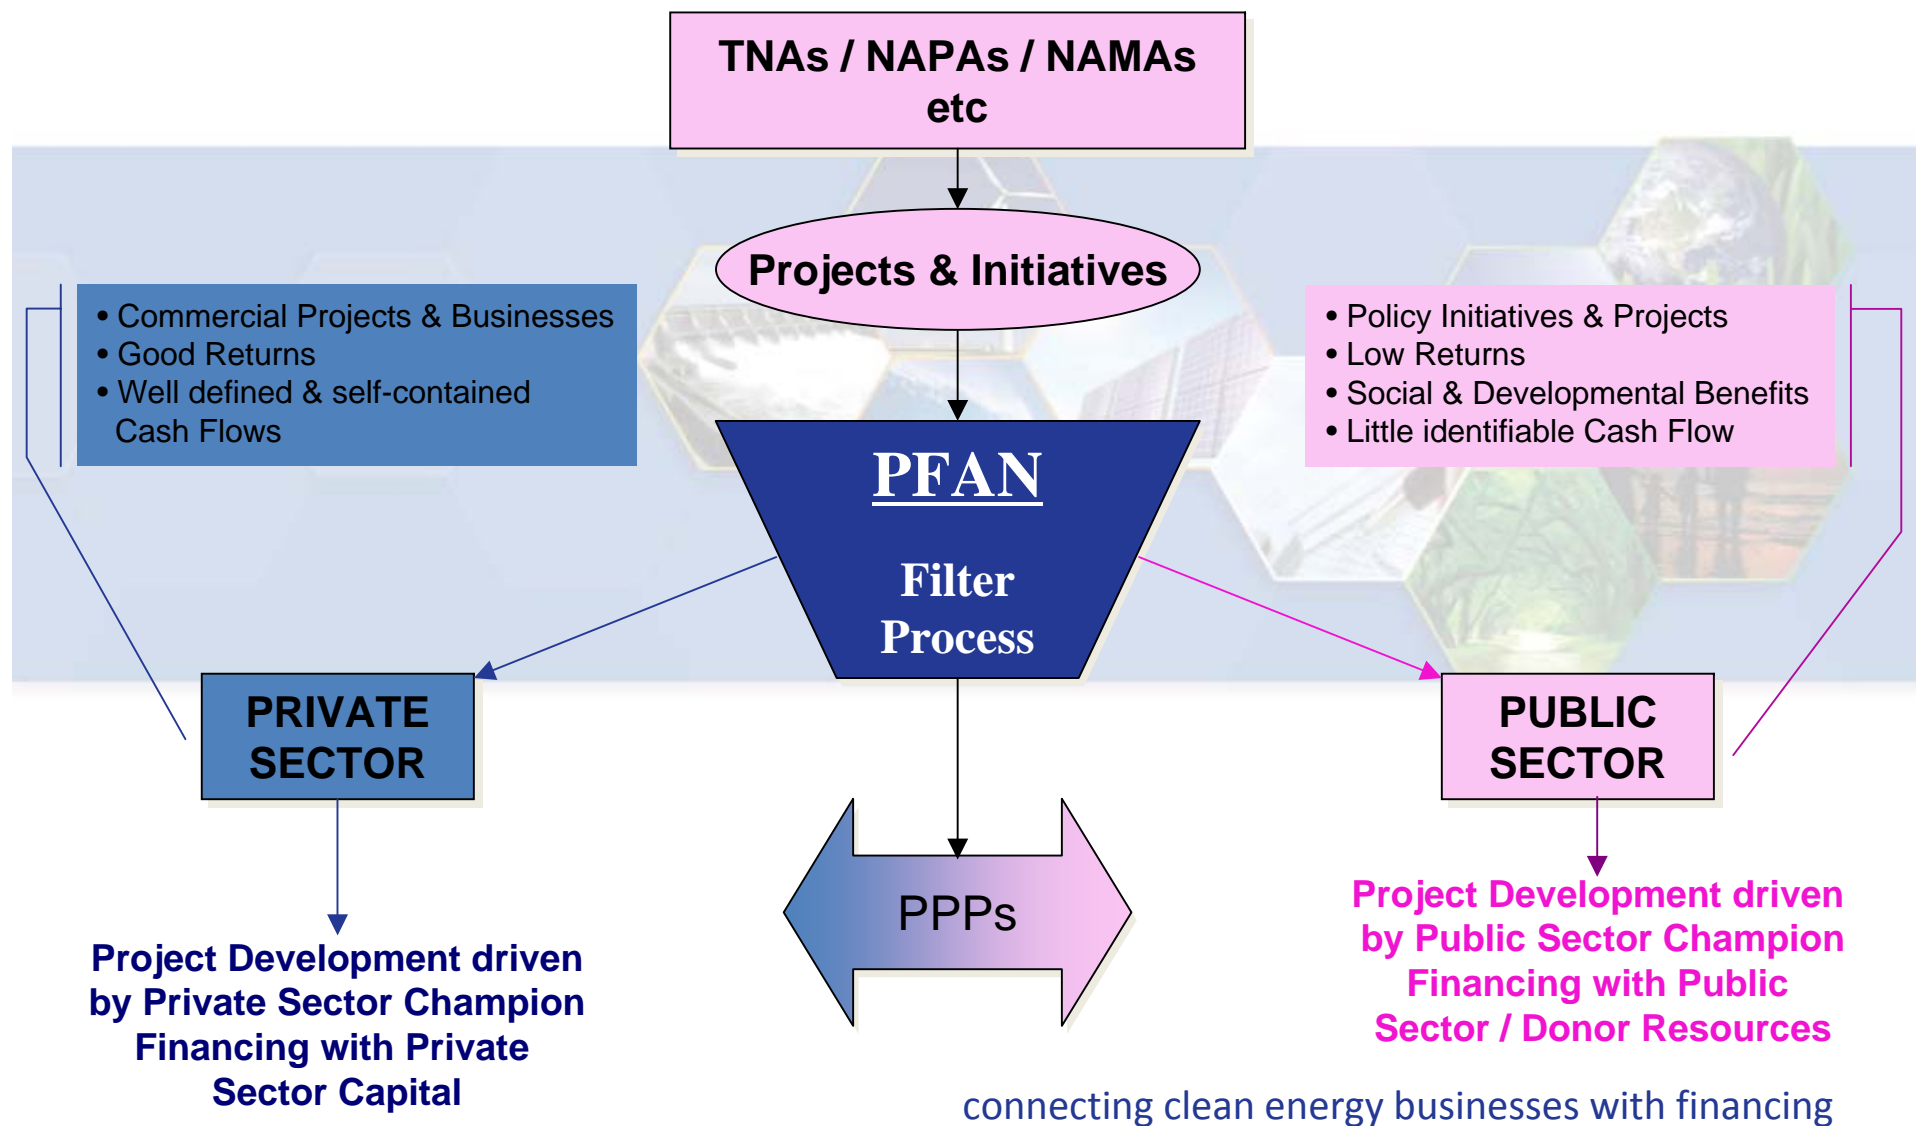 TNAs / NAPAs / NAMAs
etc
Projects & Initiatives
• Commercial Projects & Businesses
• Good Returns
• Well defined & self-contained
Cash Flows
• Policy Initiatives & Projects
• Low Returns
• Social & Developmental Benefits
• Little identifiable Cash Flow
PFAN
Filter
Process
PRIVATE
SECTOR
PUBLIC
SECTOR
PPPs
Project Development driven
by Private Sector Champion
Financing with Private
Sector Capital
Project Development driven
by Public Sector Champion
Financing with Public
Sector / Donor Resources
connecting clean energy businesses with financing